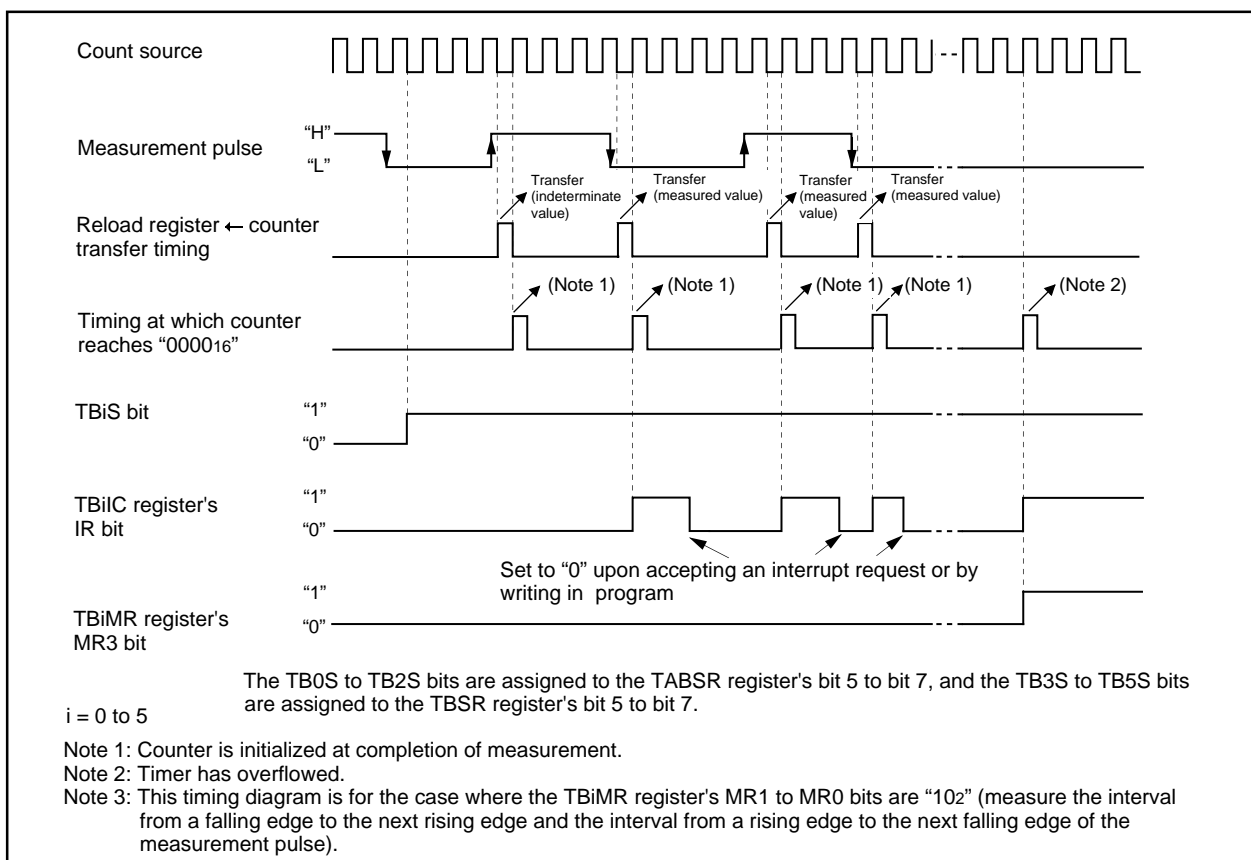 Count source
Measurement pulse
“H”
“L”
Transfer
(indeterminate
value)
Transfer
(measured value)
Transfer
(measured
value)
Transfer
(measured value)
Reload register ← counter
transfer timing
(Note 1)
(Note 1)
(Note 1)
(Note 1)
(Note 2)
Timing at which counter
reaches “000016”
TBiS bit
“1”
“0”
TBiIC register's
IR bit
“1”
“0”
Set to “0” upon accepting an interrupt request or by
writing in program
TBiMR register's
MR3 bit
“1”
“0”
The TB0S to TB2S bits are assigned to the TABSR register's bit 5 to bit 7, and the TB3S to TB5S bits
are assigned to the TBSR register's bit 5 to bit 7.
i = 0 to 5
Note 1: Counter is initialized at completion of measurement.
Note 2: Timer has overflowed.
Note 3: This timing diagram is for the case where the TBiMR register's MR1 to MR0 bits are “102” (measure the interval
from a falling edge to the next rising edge and the interval from a rising edge to the next falling edge of the
measurement pulse).